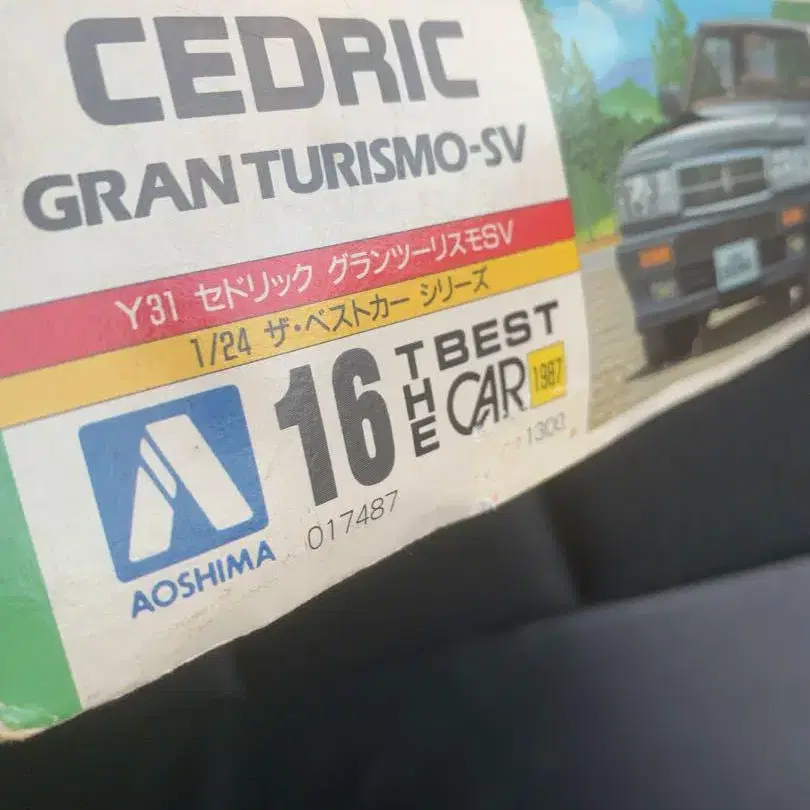 CEDRIC
GRAN TURISMO-SV
Y31 セドリック グランツーリスモSV
1/24 ザ・ベストカー シリーズ
16 THE BEST CAR 1987
1300
AOSHIMA
017487